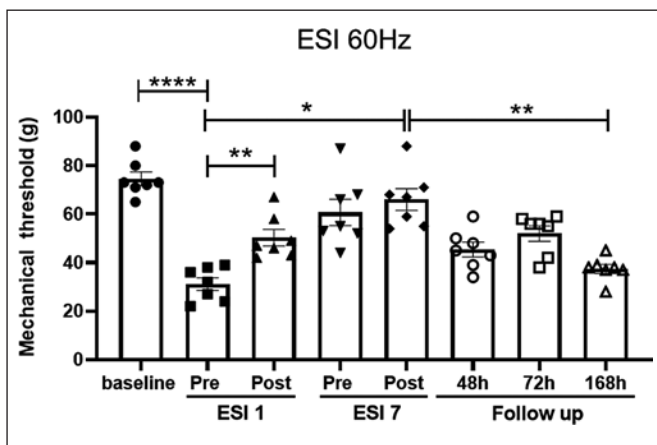 ESI 60Hz
****
*
**
**
Mechanical threshold (g)
100
80
60
40
20
0
baseline Pre Post Pre Post 48h 72h 168h
ESI 1 ESI 7 Follow up